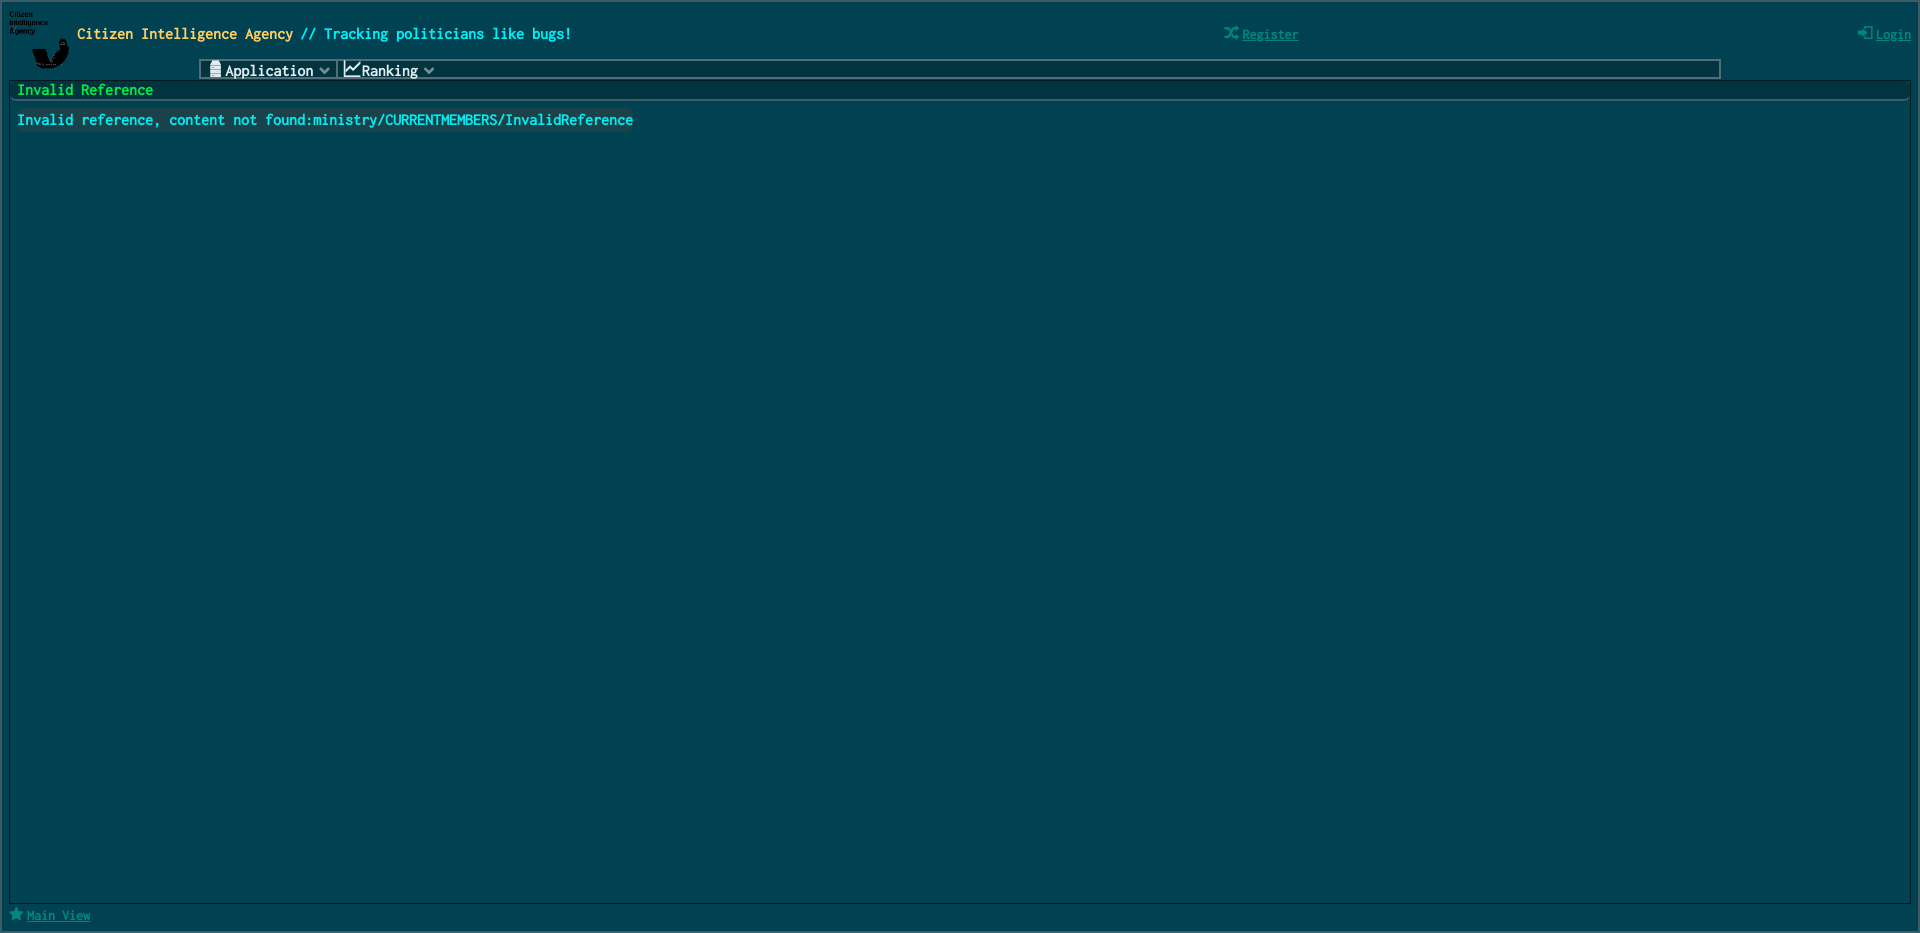 Citizen
Intelligence
Agency
Citizen Intelligence Agency // Tracking politicians like bugs!
Register
Login
Application
Ranking
Invalid Reference
Invalid reference, content not found:ministry/CURRENTMEMBERS/InvalidReference
Main View